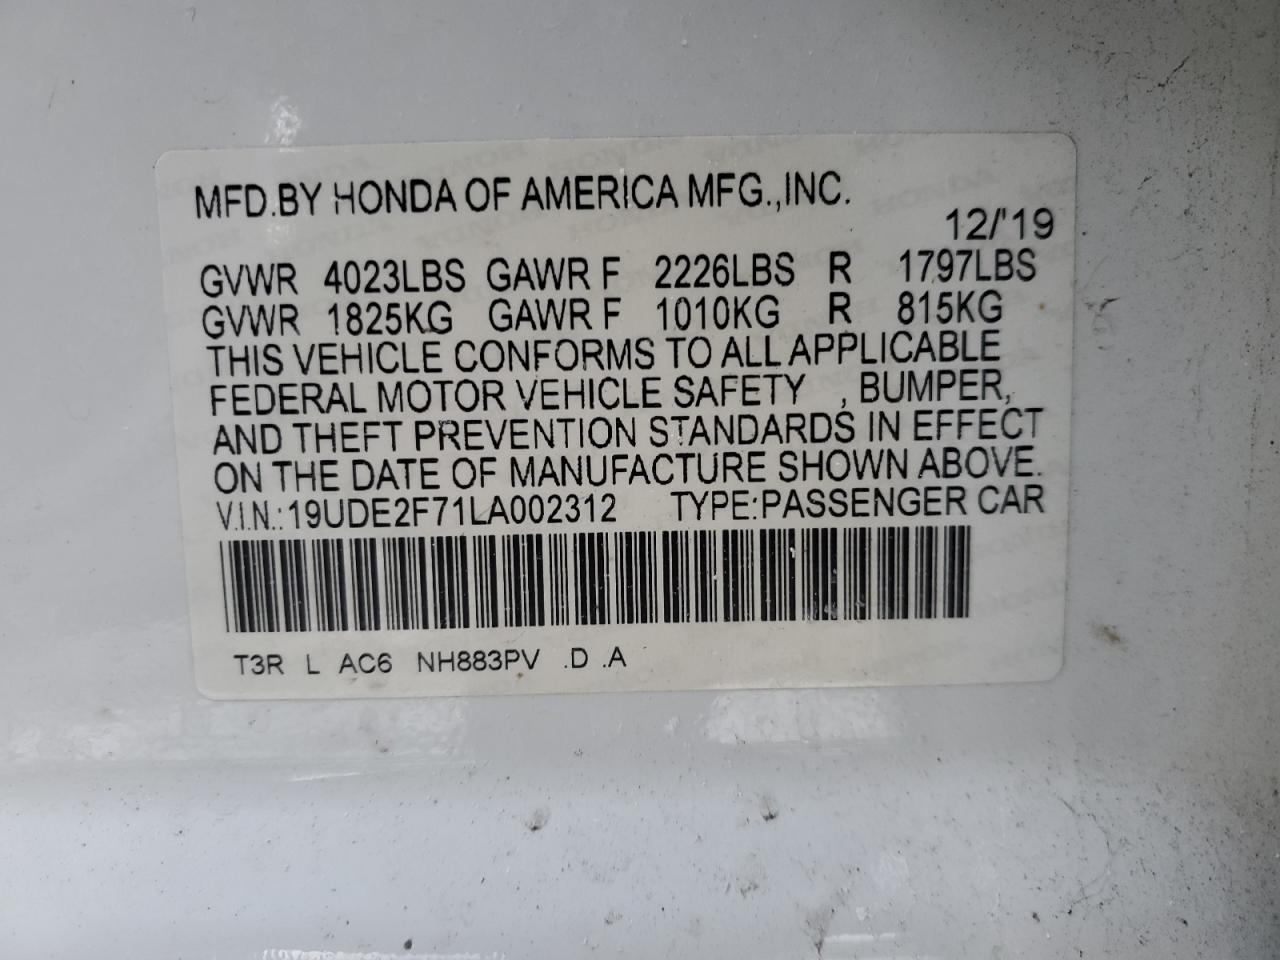 MFD.BY HONDA OF AMERICA MFG.,INC.
12/'19
GVWR 4023LBS GAWR F 2226LBS R 1797LBS
GVWR 1825KG GAWR F 1010KG R 815KG
THIS VEHICLE CONFORMS TO ALL APPLICABLE
FEDERAL MOTOR VEHICLE SAFETY , BUMPER,
AND THEFT PREVENTION STANDARDS IN EFFECT
ON THE DATE OF MANUFACTURE SHOWN ABOVE.
V.I.N.:19UDE2F71LA002312 TYPE:PASSENGER CAR
T3R L AC6 NH883PV .D .A